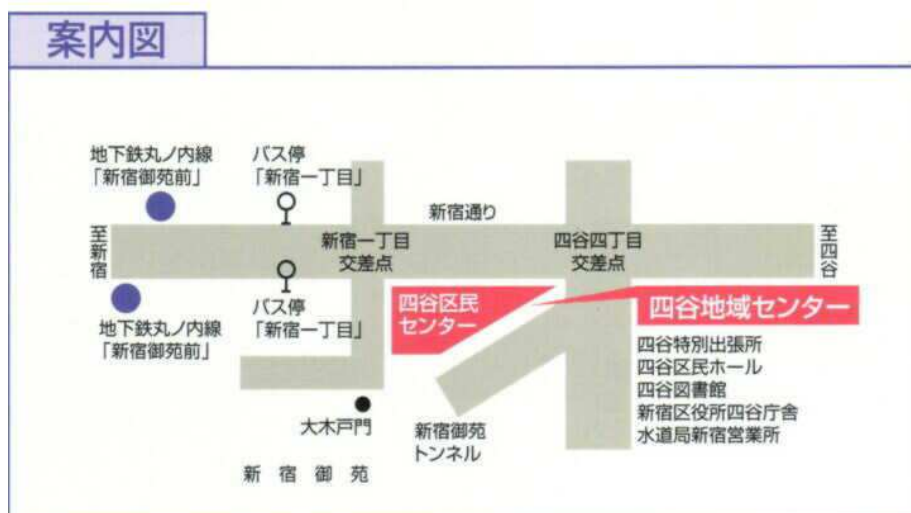 案内図
地下鉄丸ノ内線
「新宿御苑前」
バス停
「新宿一丁目」
新宿通り
至新宿
新宿一丁目
交差点
四谷四丁目
交差点
至四谷
地下鉄丸ノ内線
「新宿御苑前」
バス停
「新宿一丁目」
四谷区民
センター
四谷地域センター
四谷特別出張所
四谷区民ホール
四谷図書館
新宿区役所四谷庁舎
水道局新宿営業所
大木戸門
新宿御苑
トンネル
新宿御苑